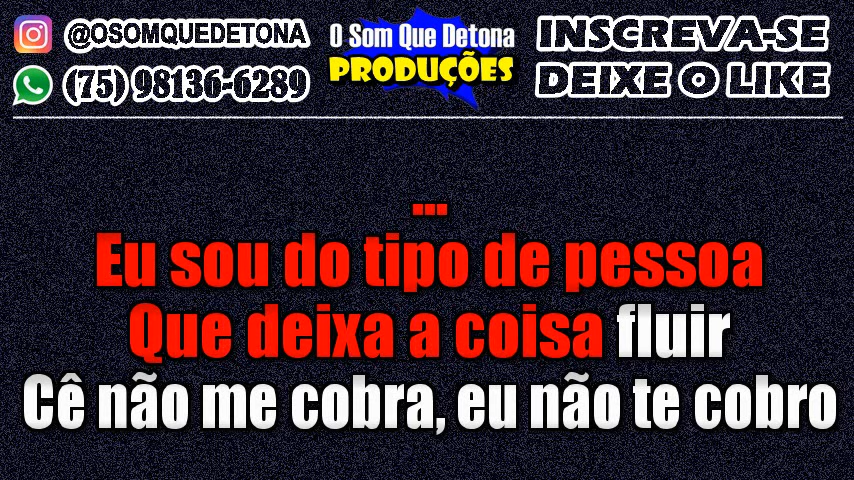 @OSOMQUEDETONA
(75) 98136-6289
O Som Que Detona
PRODUÇÕES
INSCREVA-SE
DEIXE O LIKE
...
Eu sou do tipo de pessoa
Que deixa a coisa fluir
Cê não me cobra, eu não te cobro